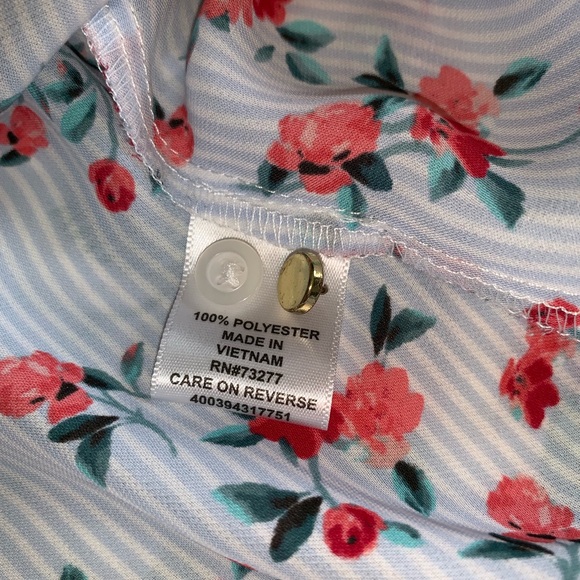 100% POLYESTER
MADE IN
VIETNAM
RN#73277
CARE ON REVERSE
400394317751